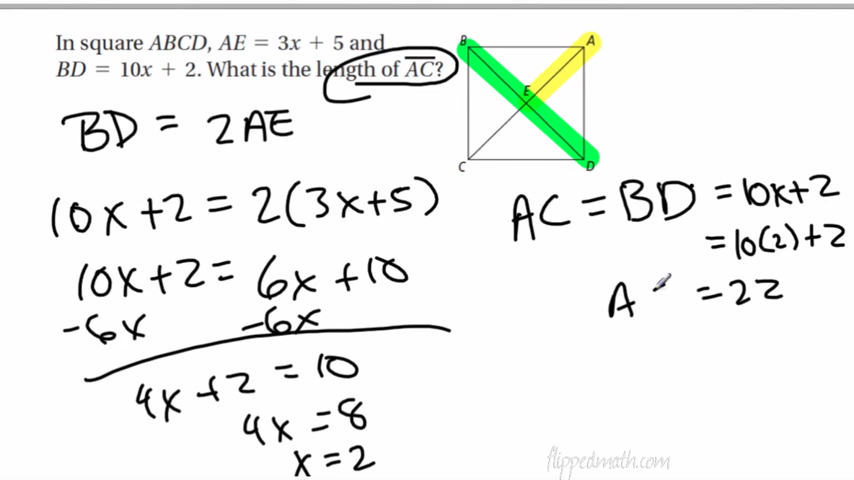 In square ABCD, AE = 3x + 5 and
BD = 10x + 2. What is the length of AC?
B
A
E
C
D
BD = 2AE
10x+2 = 2(3x+5)
10x+2 = 6x+10
-6x -6x
4x+2 = 10
4x = 8
x = 2
AC = BD = 10x+2
= 10(2)+2
A = 22
flippedmath.com